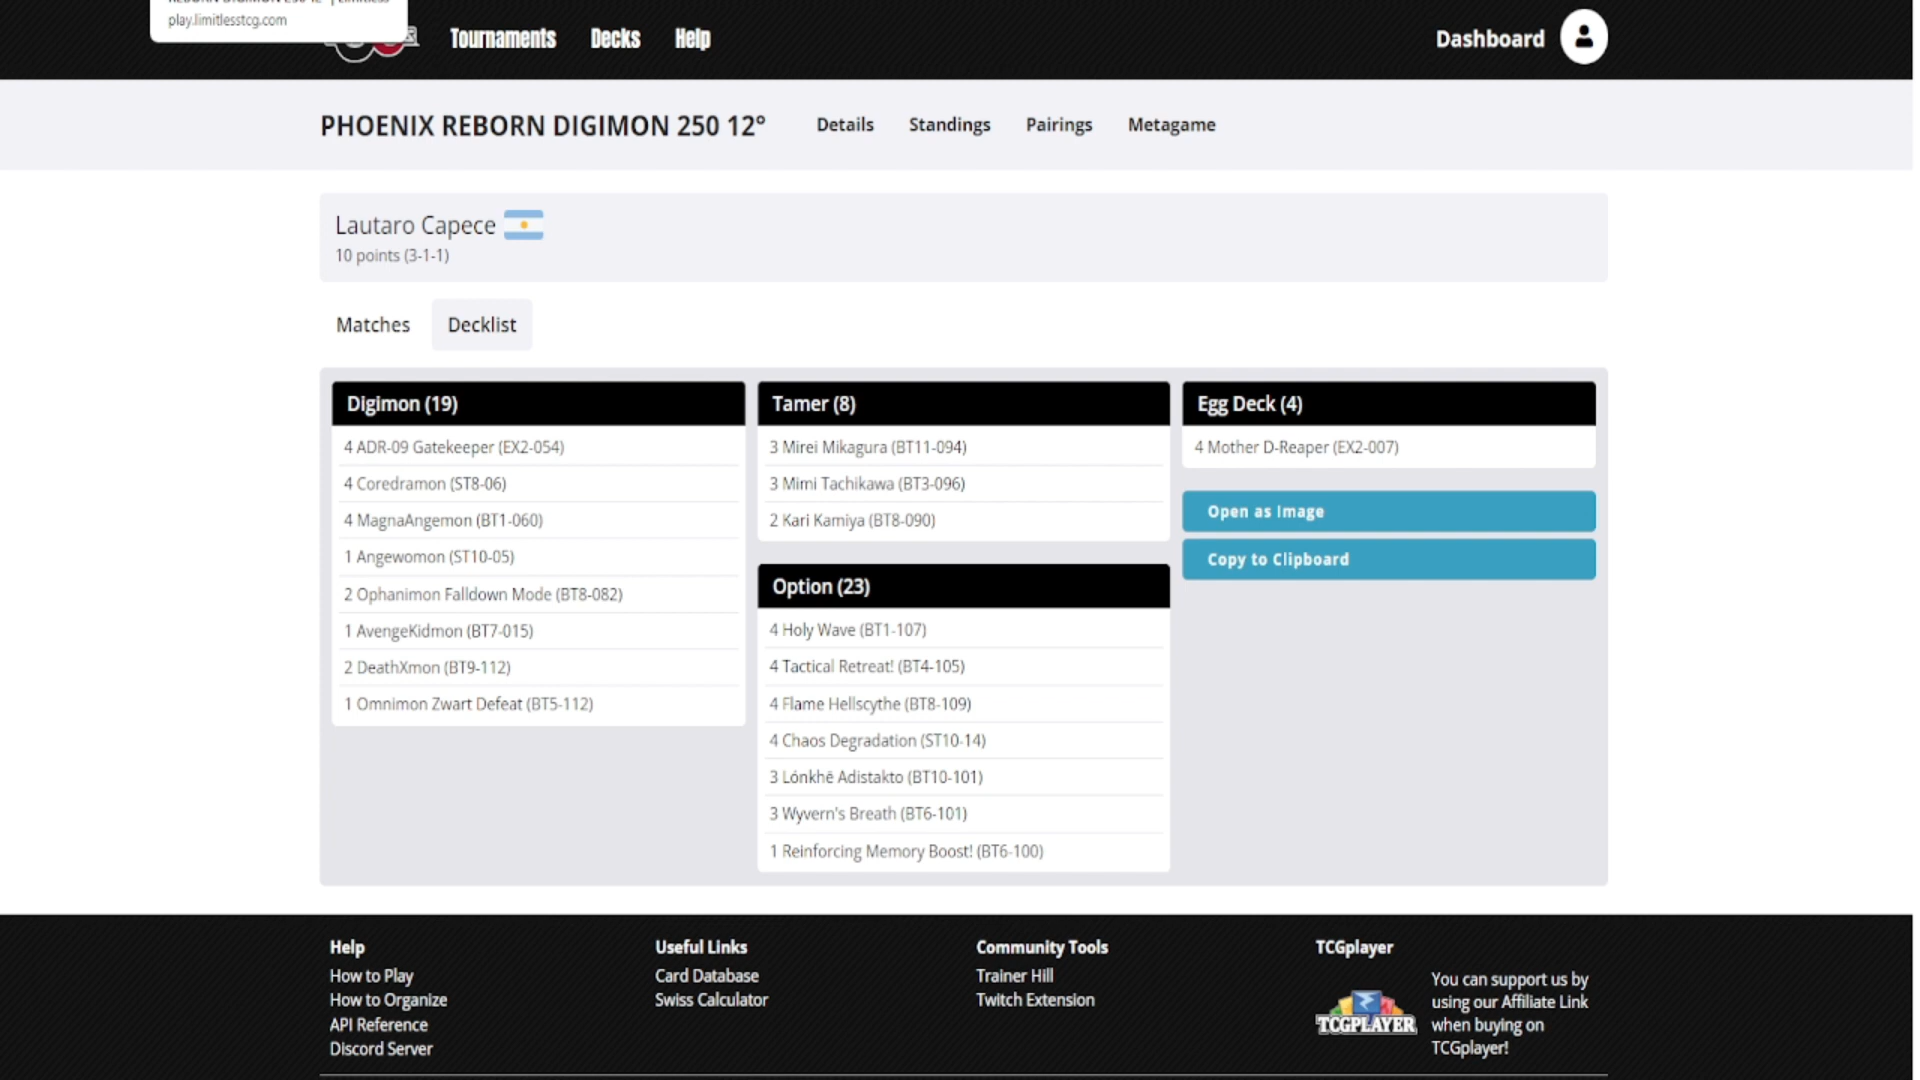 play.limitlesstcg.com
Tournaments Decks Help
Dashboard
PHOENIX REBORN DIGIMON 250 12°
Details Standings Pairings Metagame
Lautaro Capece
10 points (3-1-1)
Matches Decklist
Digimon (19)
4 ADR-09 Gatekeeper (EX2-054)
4 Coredramon (ST8-06)
4 MagnaAngemon (BT1-060)
1 Angewomon (ST10-05)
2 Ophanimon Falldown Mode (BT8-082)
1 AvengeKidmon (BT7-015)
2 DeathXmon (BT9-112)
1 Omnimon Zwart Defeat (BT5-112)
Tamer (8)
3 Mirei Mikagura (BT11-094)
3 Mimi Tachikawa (BT3-096)
2 Kari Kamiya (BT8-090)
Option (23)
4 Holy Wave (BT1-107)
4 Tactical Retreat! (BT4-105)
4 Flame Hellscythe (BT8-109)
4 Chaos Degradation (ST10-14)
3 Lónkhē Adistakto (BT10-101)
3 Wyvern's Breath (BT6-101)
1 Reinforcing Memory Boost! (BT6-100)
Egg Deck (4)
4 Mother D-Reaper (EX2-007)
Open as Image
Copy to Clipboard
Help
How to Play
How to Organize
API Reference
Discord Server
Useful Links
Card Database
Swiss Calculator
Community Tools
Trainer Hill
Twitch Extension
TCGplayer
TCGPLAYER
You can support us by
using our Affiliate Link
when buying on
TCGplayer!